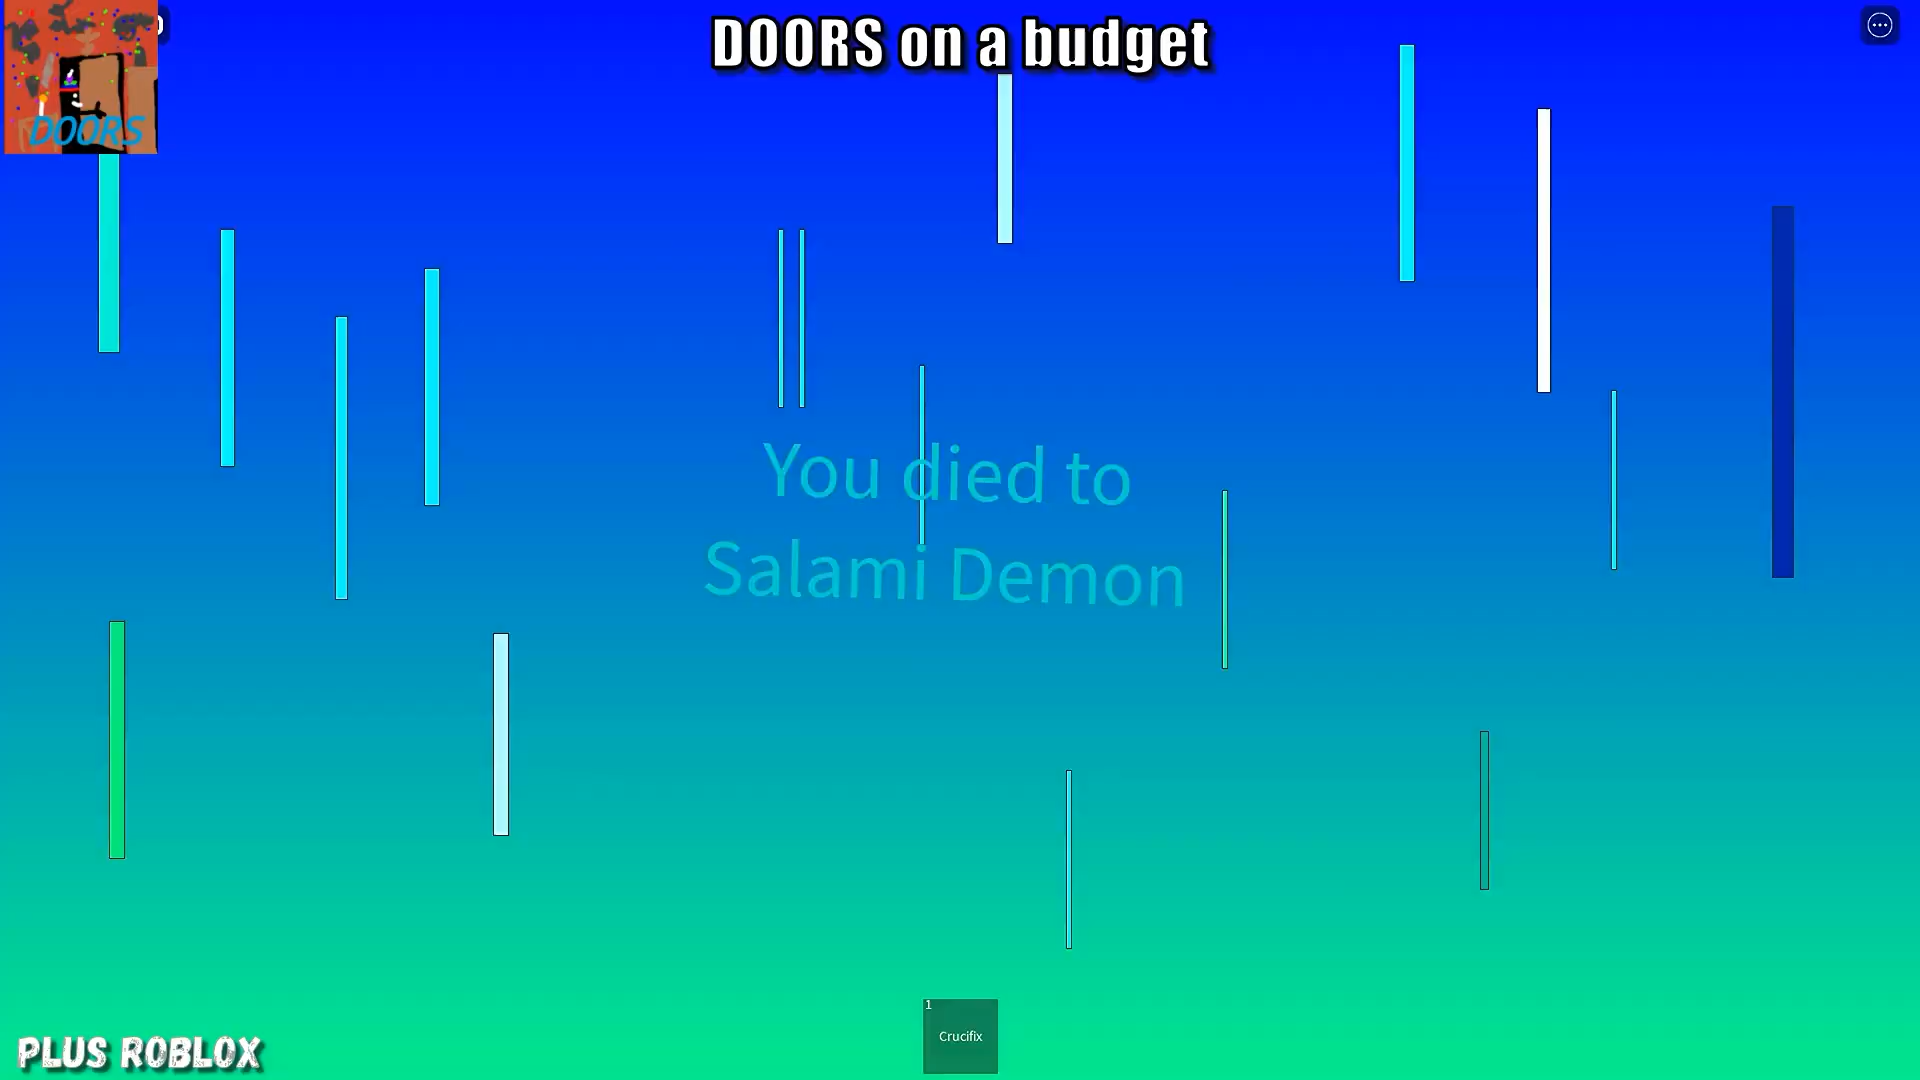 DOORS on a budget
DOORS
You died to
Salami Demon
1
Crucifix
PLUS ROBLOX